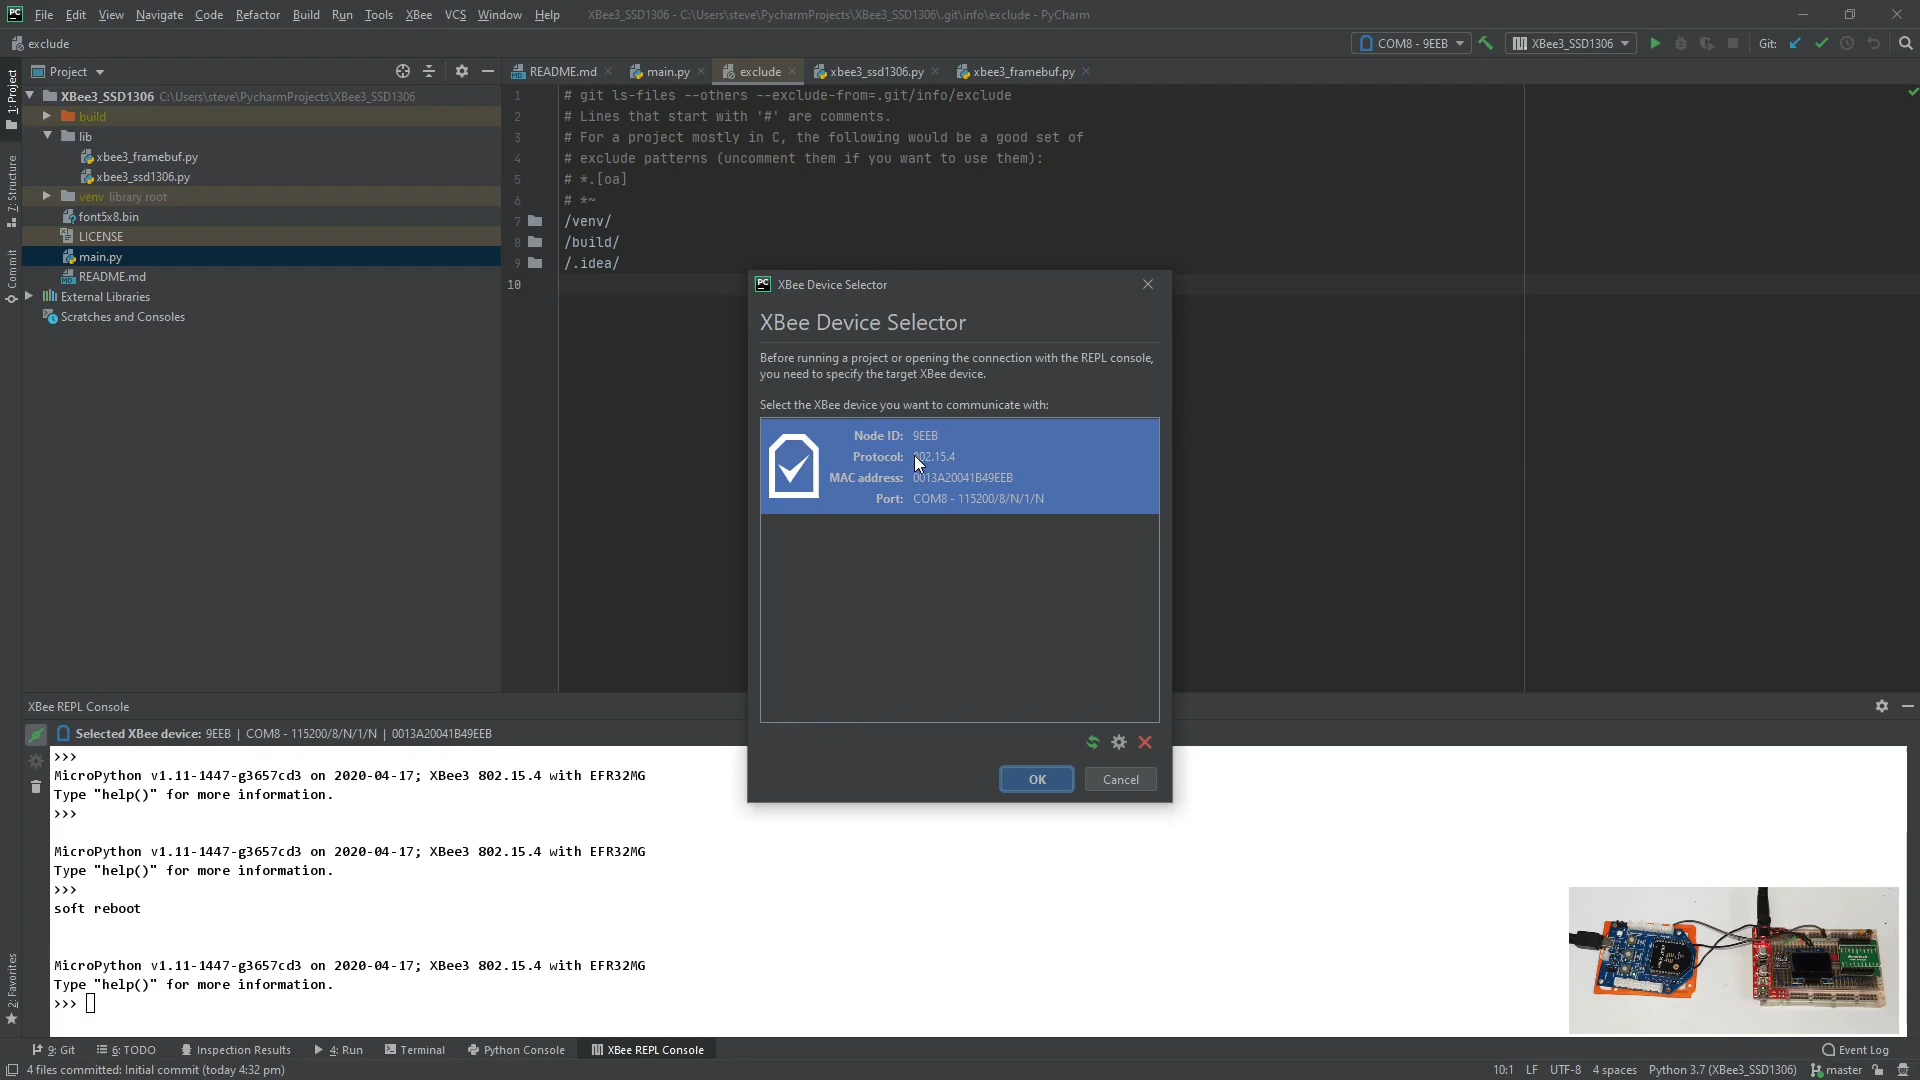 File Edit View Navigate Code Refactor Build Run Tools XBee VCS Window Help XBee3_SSD1306 - C:\Users\steve\PycharmProjects\XBee3_SSD1306\.git\info\exclude - PyCharm
exclude COM8 - 9EEB XBee3_SSD1306 Git:
Project README.md main.py exclude xbee3_ssd1306.py xbee3_framebuf.py
1: Project
7: Structure
Commit
2: Favorites
XBee3_SSD1306 C:\Users\steve\PycharmProjects\XBee3_SSD1306
build
lib
xbee3_framebuf.py
xbee3_ssd1306.py
venv library root
font5x8.bin
LICENSE
main.py
README.md
External Libraries
Scratches and Consoles
1 # git ls-files --others --exclude-from=.git/info/exclude
2 # Lines that start with '#' are comments.
3 # For a project mostly in C, the following would be a good set of
4 # exclude patterns (uncomment them if you want to use them):
5 # *.[oa]
6 # *~
7 /venv/
8 /build/
9 /.idea/
10
XBee Device Selector
XBee Device Selector
Before running a project or opening the connection with the REPL console,
you need to specify the target XBee device.
Select the XBee device you want to communicate with:
Node ID: 9EEB
Protocol: 802.15.4
MAC address: 0013A20041B49EEB
Port: COM8 - 115200/8/N/1/N
OK Cancel
XBee REPL Console
Selected XBee device: 9EEB | COM8 - 115200/8/N/1/N | 0013A20041B49EEB
>>>
MicroPython v1.11-1447-g3657cd3 on 2020-04-17; XBee3 802.15.4 with EFR32MG
Type "help()" for more information.
>>>
MicroPython v1.11-1447-g3657cd3 on 2020-04-17; XBee3 802.15.4 with EFR32MG
Type "help()" for more information.
>>>
soft reboot
MicroPython v1.11-1447-g3657cd3 on 2020-04-17; XBee3 802.15.4 with EFR32MG
Type "help()" for more information.
>>>
9: Git 6: TODO Inspection Results 4: Run Terminal Python Console XBee REPL Console Event Log
4 files committed: Initial commit (today 4:32 pm) 10:1 LF UTF-8 4 spaces Python 3.7 (XBee3_SSD1306) master